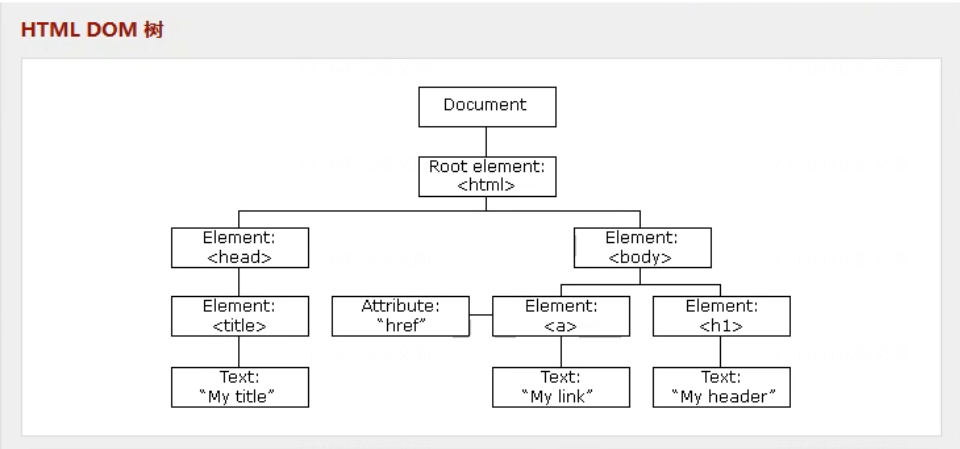 HTML DOM 树
Document
Root element:
<html>
Element:
<head>
Element:
<body>
Element:
<title>
Attribute:
“href”
Element:
<a>
Element:
<h1>
Text:
“My title”
Text:
“My link”
Text:
“My header”